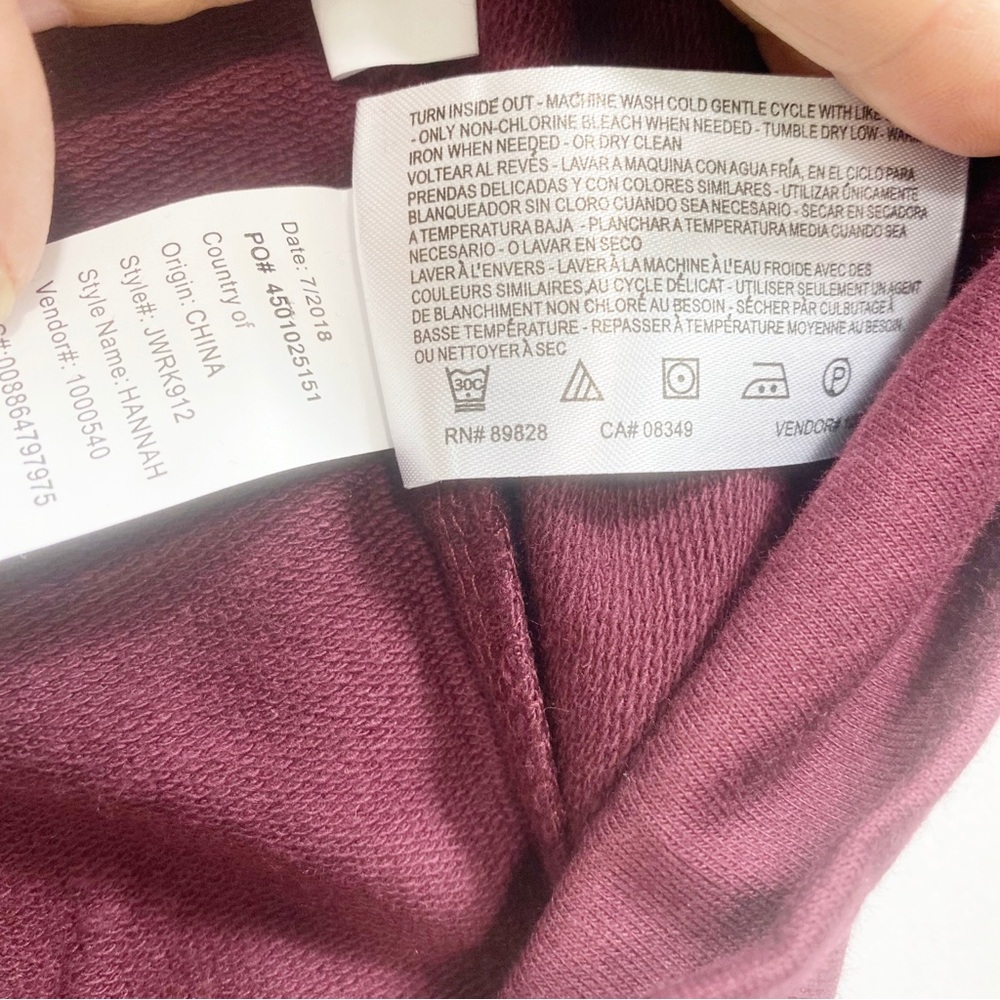 TURN INSIDE OUT - MACHINE WASH COLD GENTLE CYCLE WITH LIKE
- ONLY NON-CHLORINE BLEACH WHEN NEEDED - TUMBLE DRY LOW - WARM
IRON WHEN NEEDED - OR DRY CLEAN
VOLTEAR AL REVÉS - LAVAR A MAQUINA CON AGUA FRÍA, EN EL CICLO PARA
PRENDAS DELICADAS Y CON COLORES SIMILARES - UTILIZAR ÚNICAMENTE
BLANQUEADOR SIN CLORO CUANDO SEA NECESARIO - SECAR EN SECADORA
A TEMPERATURA BAJA - PLANCHAR A TEMPERATURA MEDIA CUANDO SEA
NECESARIO - O LAVAR EN SECO
LAVER À L'ENVERS - LAVER À LA MACHINE À L'EAU FROIDE AVEC DES
COULEURS SIMILAIRES, AU CYCLE DÉLICAT - UTILISER SEULEMENT UN AGENT
DE BLANCHIMENT NON CHLORÉ AU BESOIN - SÉCHER PAR CULBUTAGE À
BASSE TEMPÉRATURE - REPASSER À TEMPÉRATURE MOYENNE AU BESOIN,
OU NETTOYER À SEC
30C
P
RN# 89828 CA# 08349 VENDOR#
Date: 7/2018
PO# 4501025151
Country of
Origin: CHINA
Style#: JWRK912
Style Name: HANNAH
Vendor#: 1000540
#:008864797975